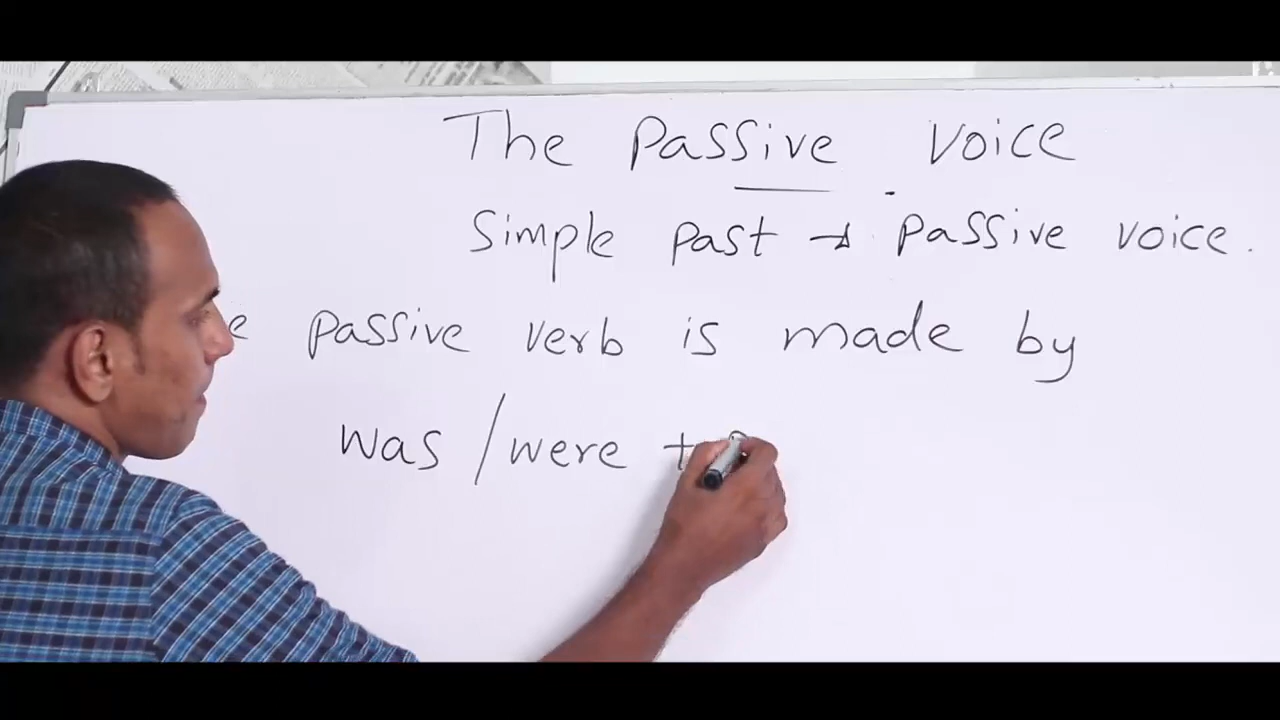 The Passive voice
Simple past → passive voice.
passive verb is made by
was / were +